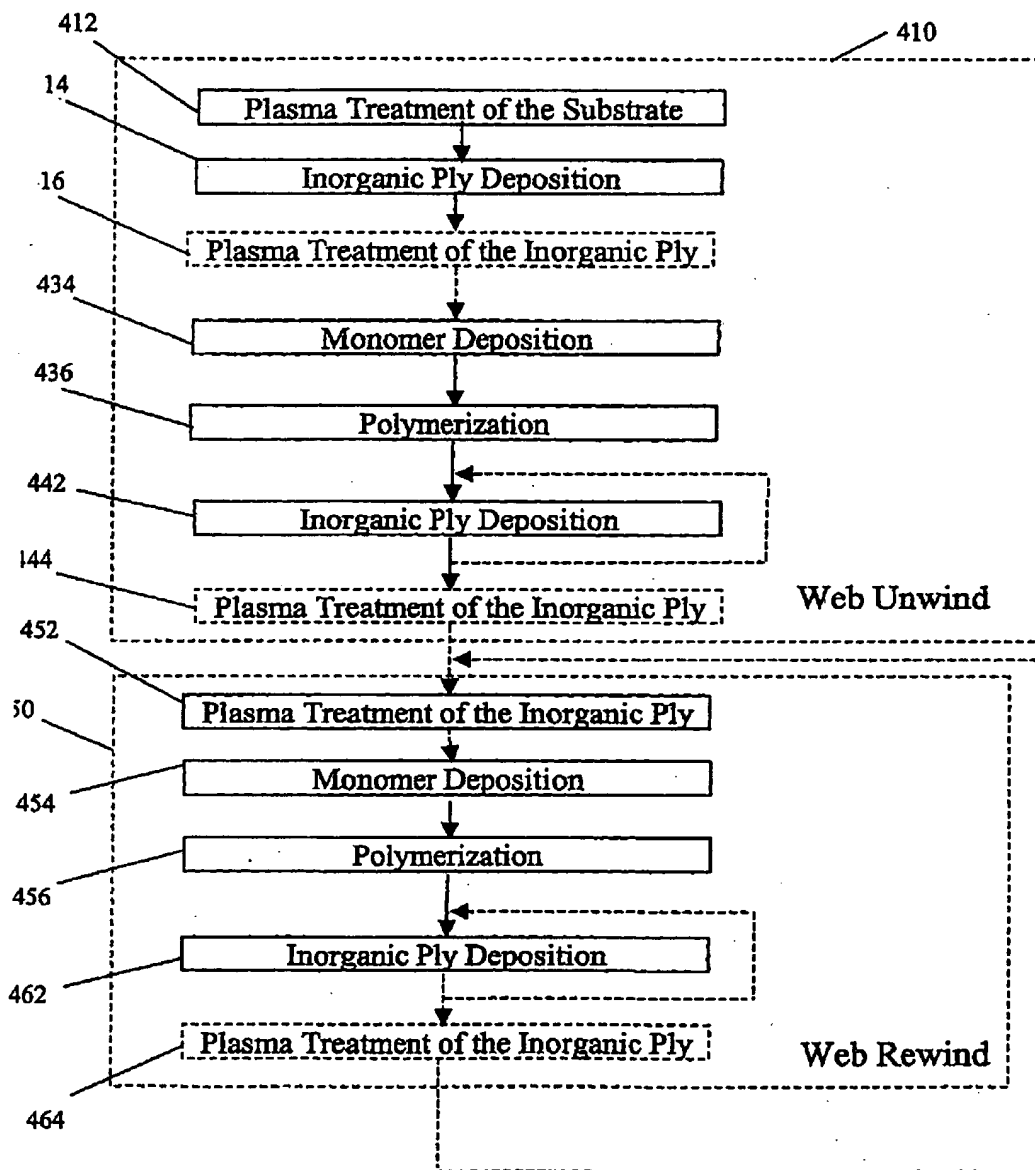 412
410
14
Plasma Treatment of the Substrate
Inorganic Ply Deposition
16
Plasma Treatment of the Inorganic Ply
434
Monomer Deposition
436
Polymerization
442
Inorganic Ply Deposition
144
Plasma Treatment of the Inorganic Ply
Web Unwind
452
Plasma Treatment of the Inorganic Ply
50
Monomer Deposition
454
Polymerization
456
Inorganic Ply Deposition
462
Plasma Treatment of the Inorganic Ply
Web Rewind
464